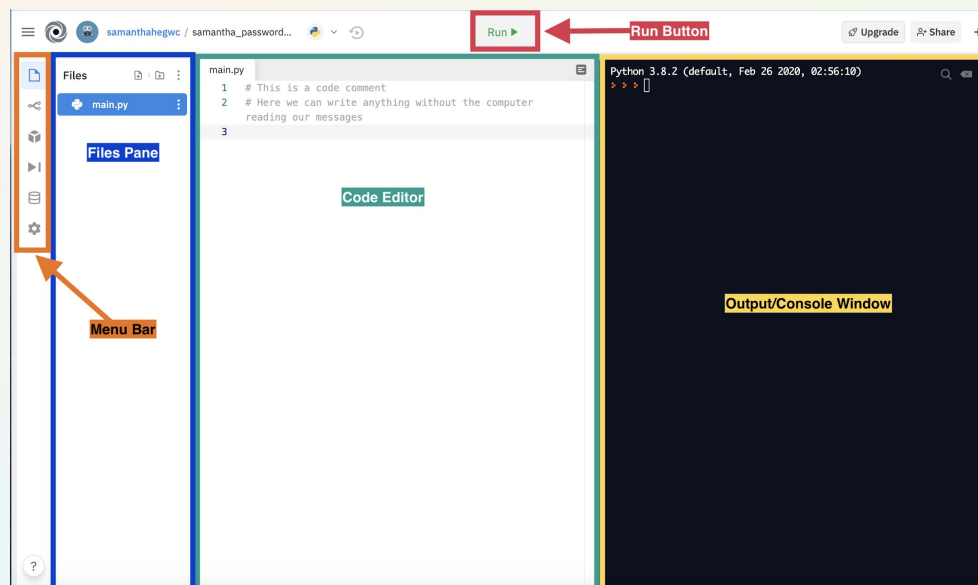 samanthahegwc / samantha_password...
Run
Run Button
Upgrade
Share
Files
main.py
Files Pane
Menu Bar
main.py
1 # This is a code comment
2 # Here we can write anything without the computer
reading our messages
3
Code Editor
Python 3.8.2 (default, Feb 26 2020, 02:56:10)
> > >
Output/Console Window
?